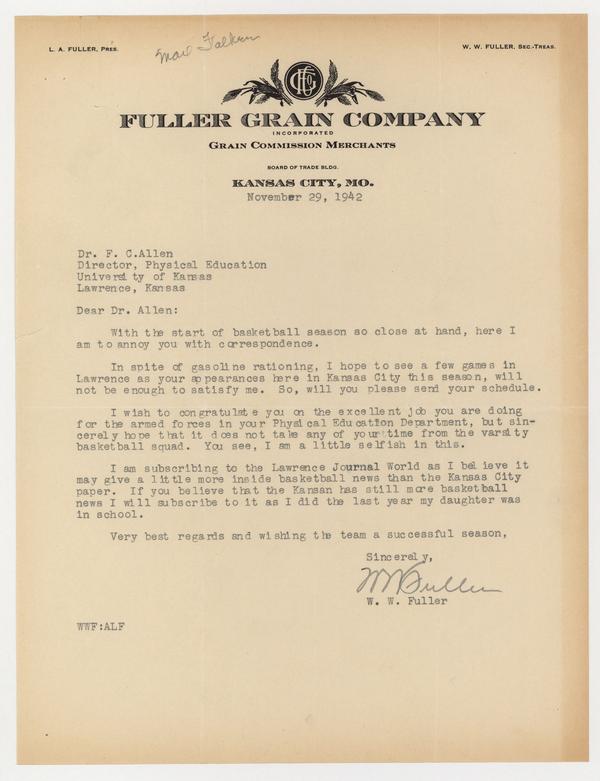 L. A. FULLER, PRES.
W. W. FULLER, SEC.-TREAS.
FULLER GRAIN COMPANY
INCORPORATED
GRAIN COMMISSION MERCHANTS
BOARD OF TRADE BLDG.
KANSAS CITY, MO.
November 29, 1942
Dr. F. C.Allen
Director, Physical Education
University of Kansas
Lawrence, Kansas
Dear Dr. Allen:
With the start of basketball season so close at hand, here I
am to annoy you with correspondence.
In spite of gasoline rationing, I hope to see a few games in
Lawrence as your appearances here in Kansas City this season, will
not be enough to satisfy me. So, will you please send your schedule.
I wish to congratulate you on the excellent job you are doing
for the armed forces in your Physical Education Department, but sin-
cerely hope that it does not take any of your time from the varsity
basketball squad. You see, I am a little selfish in this.
I am subscribing to the Lawrence Journal World as I believe it
may give a little more inside basketball news than the Kansas City
paper. If you believe that the Kansan has still more basketball
news I will subscribe to it as I did the last year my daughter was
in school.
Very best regards and wishing the team a successful season,
Sincerely,
WW Fuller
W. W. Fuller
WWF:ALF